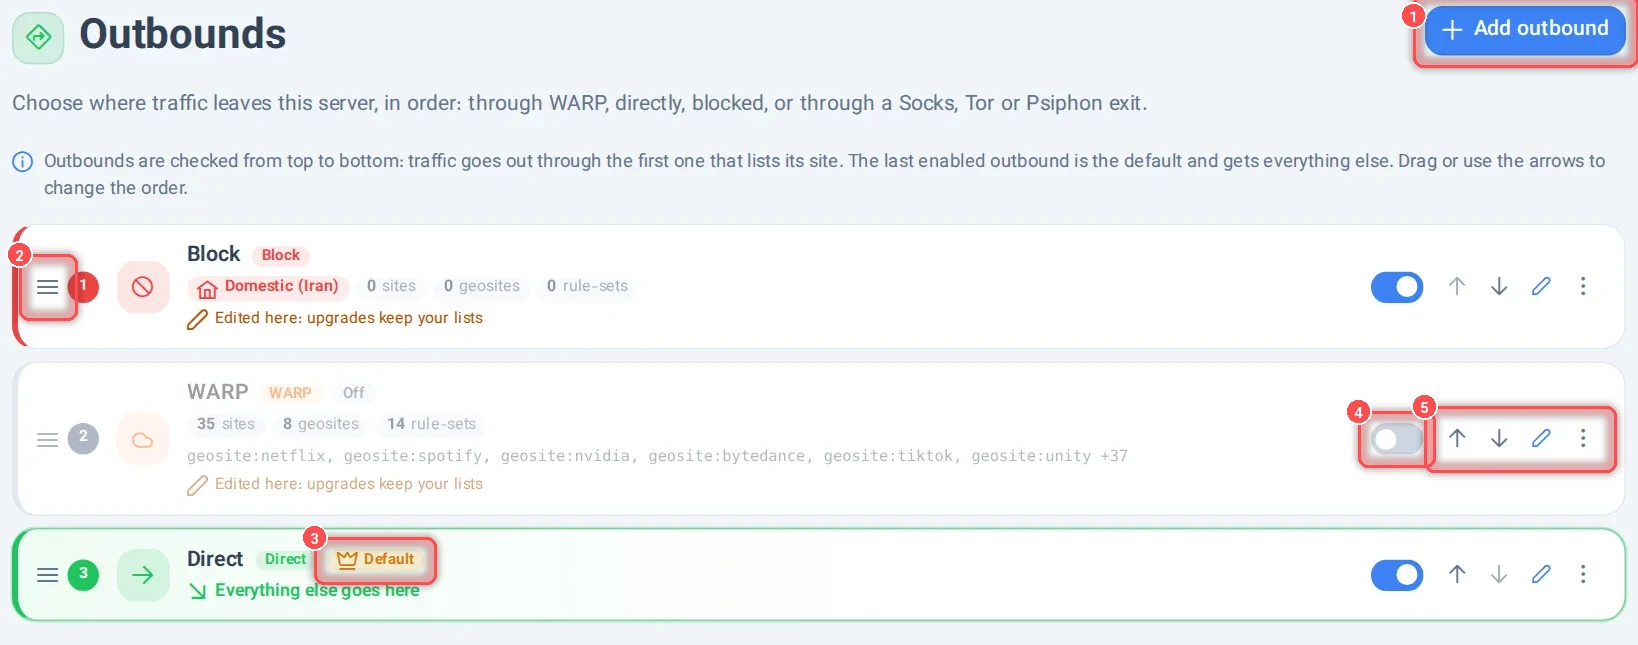 Outbounds
1
+ Add outbound
Choose where traffic leaves this server, in order: through WARP, directly, blocked, or through a Socks, Tor or Psiphon exit.
Outbounds are checked from top to bottom: traffic goes out through the first one that lists its site. The last enabled outbound is the default and gets everything else. Drag or use the arrows to
change the order.
2
1
Block Block
Domestic (Iran) 0 sites 0 geosites 0 rule-sets
Edited here: upgrades keep your lists
2
WARP WARP Off
35 sites 8 geosites 14 rule-sets
geosite:netflix, geosite:spotify, geosite:nvidia, geosite:bytedance, geosite:tiktok, geosite:unity +37
Edited here: upgrades keep your lists
4
5
3
3
Direct Direct Default
Everything else goes here